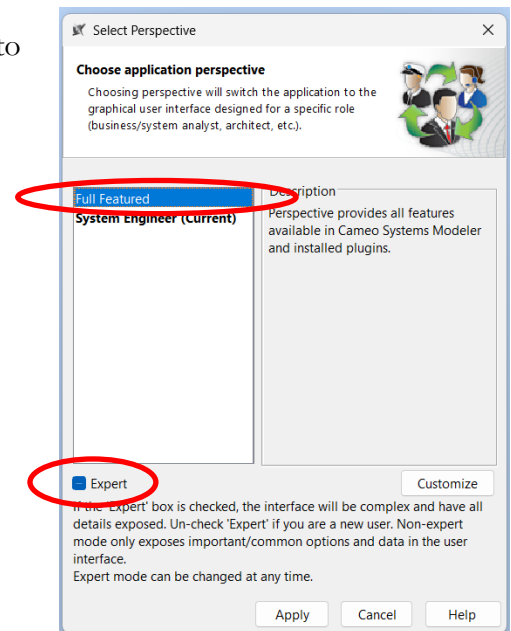 to
Select Perspective
Choose application perspective
Choosing perspective will switch the application to the
graphical user interface designed for a specific role
(business/system analyst, architect, etc.).
Full Featured
System Engineer (Current)
Description
Perspective provides all features
available in Cameo Systems Modeler
and installed plugins.
Expert
Customize
If the 'Expert' box is checked, the interface will be complex and have all
details exposed. Un-check 'Expert' if you are a new user. Non-expert
mode only exposes important/common options and data in the user
interface.
Expert mode can be changed at any time.
Apply
Cancel
Help